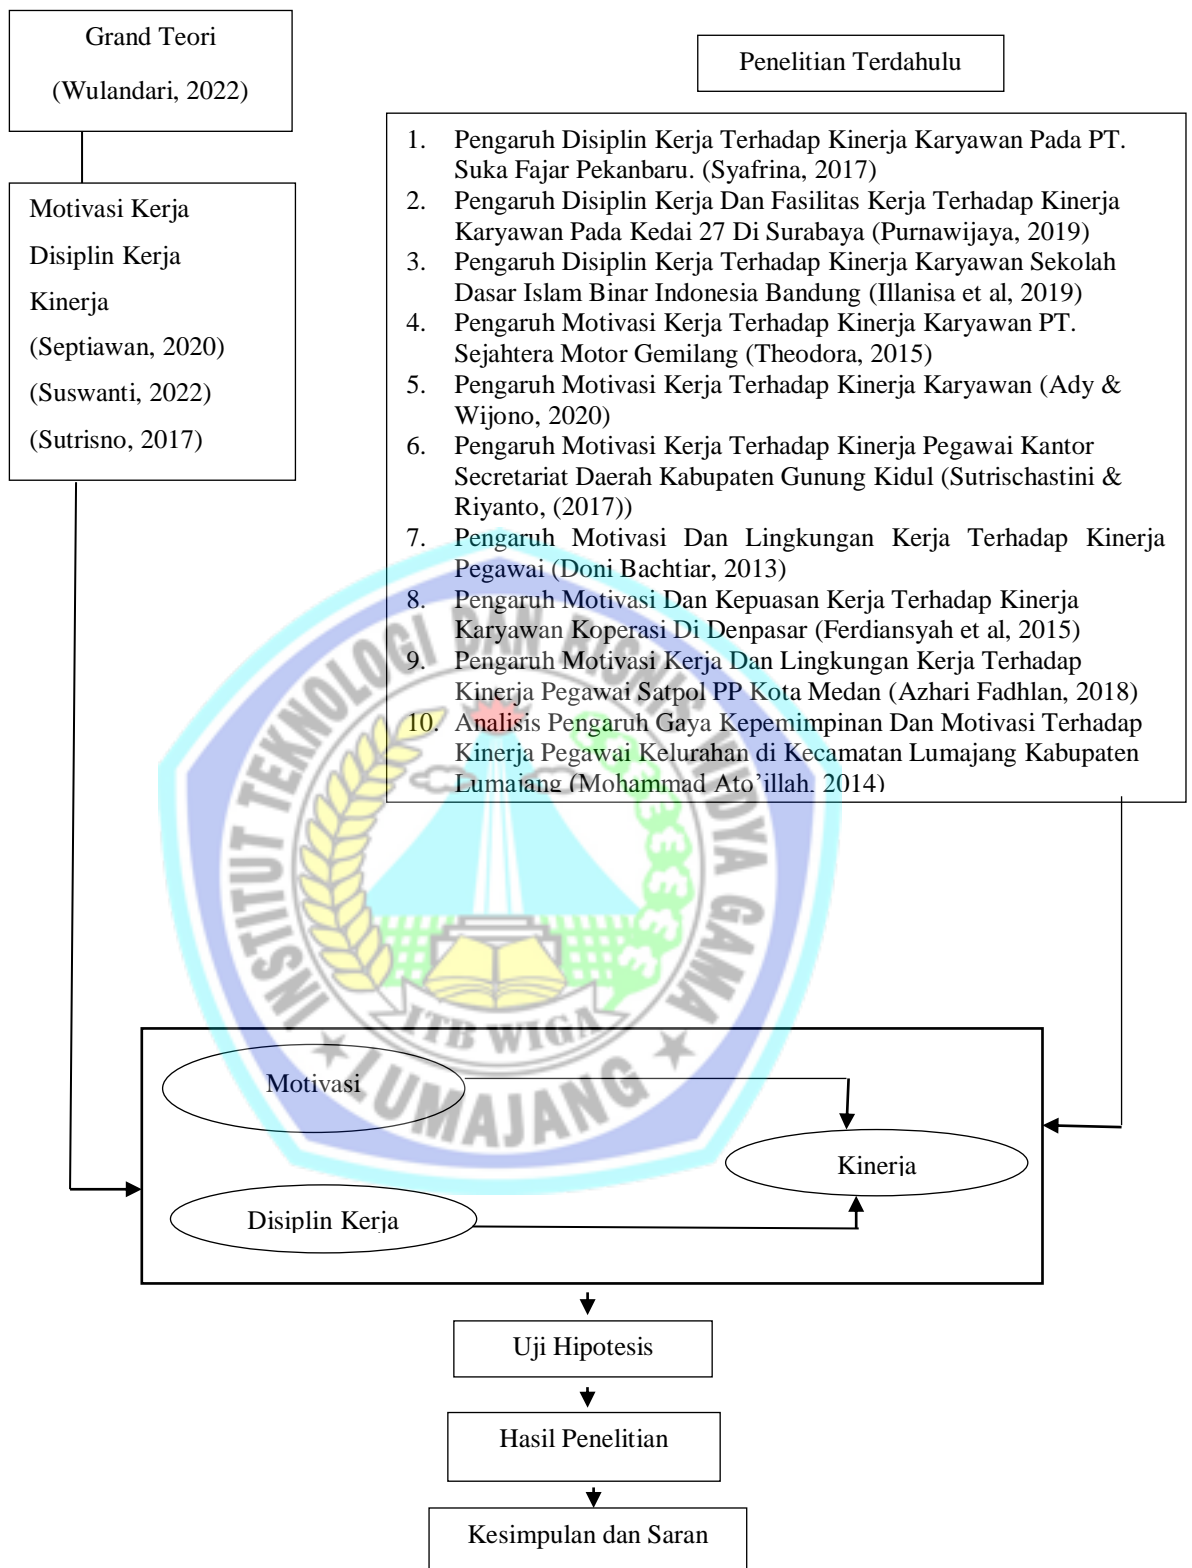 Grand Teori
(Wulandari, 2022)
Motivasi Kerja
Disiplin Kerja
Kinerja
(Septiawan, 2020)
(Suswanti, 2022)
(Sutrisno, 2017)
Penelitian Terdahulu
1. Pengaruh Disiplin Kerja Terhadap Kinerja Karyawan Pada PT.
Suka Fajar Pekanbaru. (Syafrina, 2017)
2. Pengaruh Disiplin Kerja Dan Fasilitas Kerja Terhadap Kinerja
Karyawan Pada Kedai 27 Di Surabaya (Purnawijaya, 2019)
3. Pengaruh Disiplin Kerja Terhadap Kinerja Karyawan Sekolah
Dasar Islam Binar Indonesia Bandung (Illanisa et al, 2019)
4. Pengaruh Motivasi Kerja Terhadap Kinerja Karyawan PT.
Sejahtera Motor Gemilang (Theodora, 2015)
5. Pengaruh Motivasi Kerja Terhadap Kinerja Karyawan (Ady &
Wijono, 2020)
6. Pengaruh Motivasi Kerja Terhadap Kinerja Pegawai Kantor
Secretariat Daerah Kabupaten Gunung Kidul (Sutrischastini &
Riyanto, (2017))
7. Pengaruh Motivasi Dan Lingkungan Kerja Terhadap Kinerja
Pegawai (Doni Bachtiar, 2013)
8. Pengaruh Motivasi Dan Kepuasan Kerja Terhadap Kinerja
Karyawan Koperasi Di Denpasar (Ferdiansyah et al, 2015)
9. Pengaruh Motivasi Kerja Dan Lingkungan Kerja Terhadap
Kinerja Pegawai Satpol PP Kota Medan (Azhari Fadhlan, 2018)
10. Analisis Pengaruh Gaya Kepemimpinan Dan Motivasi Terhadap
Kinerja Pegawai Kelurahan di Kecamatan Lumajang Kabupaten
Lumajang (Mohammad Ato'illah, 2014)
INSTITUT TEKNOLOGI DAN BISNIS WIDYA GAMA
ITB WIGA
LUMAJANG
Motivasi
Kinerja
Disiplin Kerja
Uji Hipotesis
Hasil Penelitian
Kesimpulan dan Saran